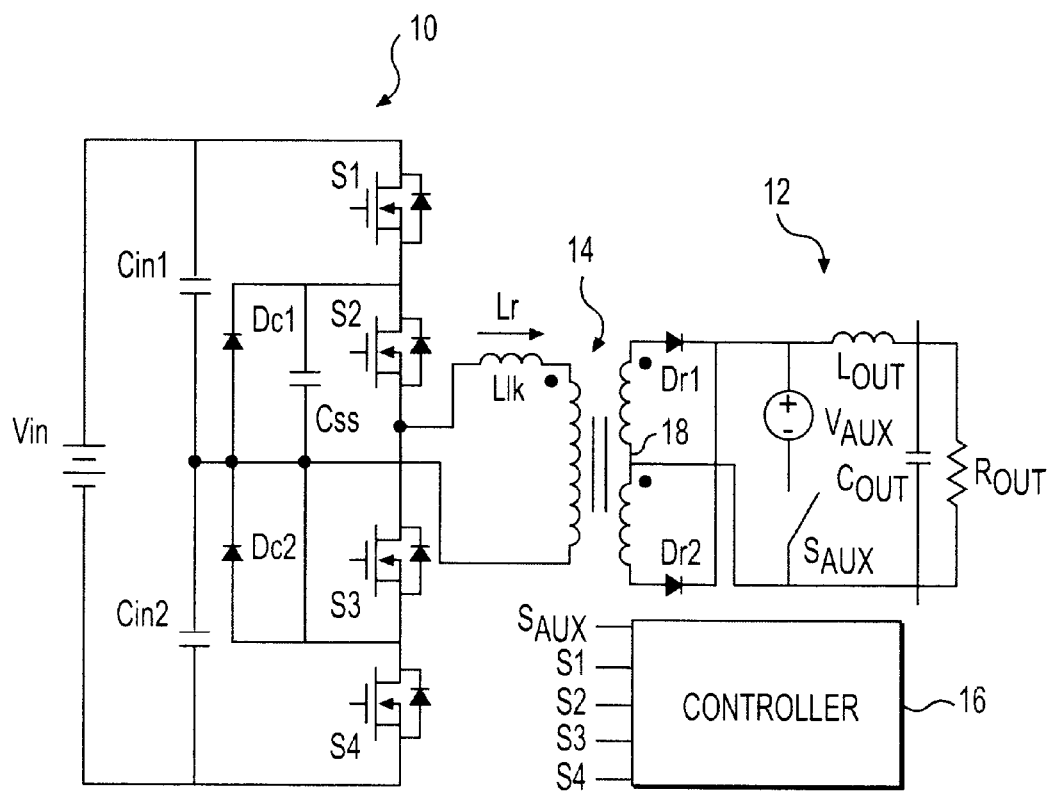 10
S1
12
14
Cin1
Dc1
S2
Lr
Llk
Dr1
LOUT
Css
18
VAUX
Vin
COUT
ROUT
Dc2
Dr2
SAUX
Cin2
S3
SAUX
S1
S2
S3
S4
CONTROLLER
16
S4